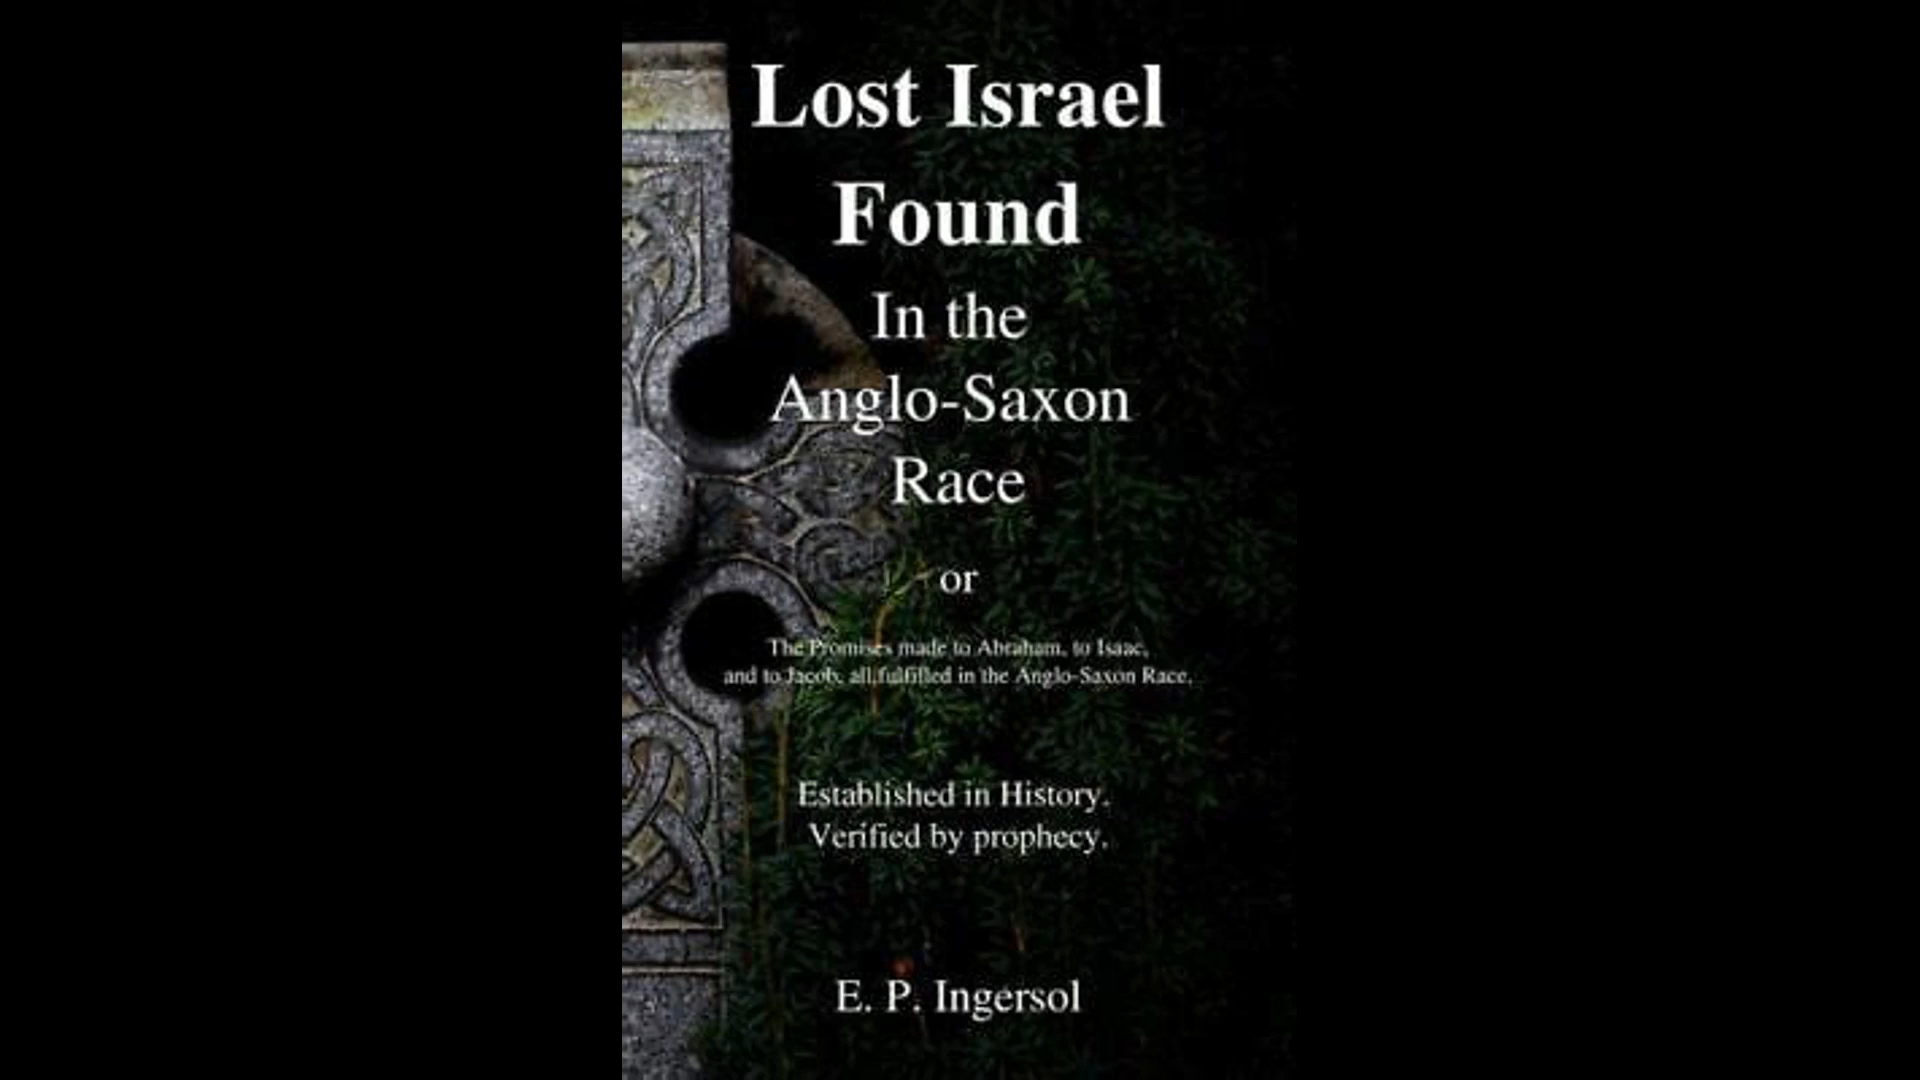 Lost Israel
Found
In the
Anglo-Saxon
Race
or
The Promises made to Abraham, to Isaac,
and to Jacob, all fulfilled in the Anglo-Saxon Race,
Established in History.
Verified by prophecy.
E. P. Ingersol